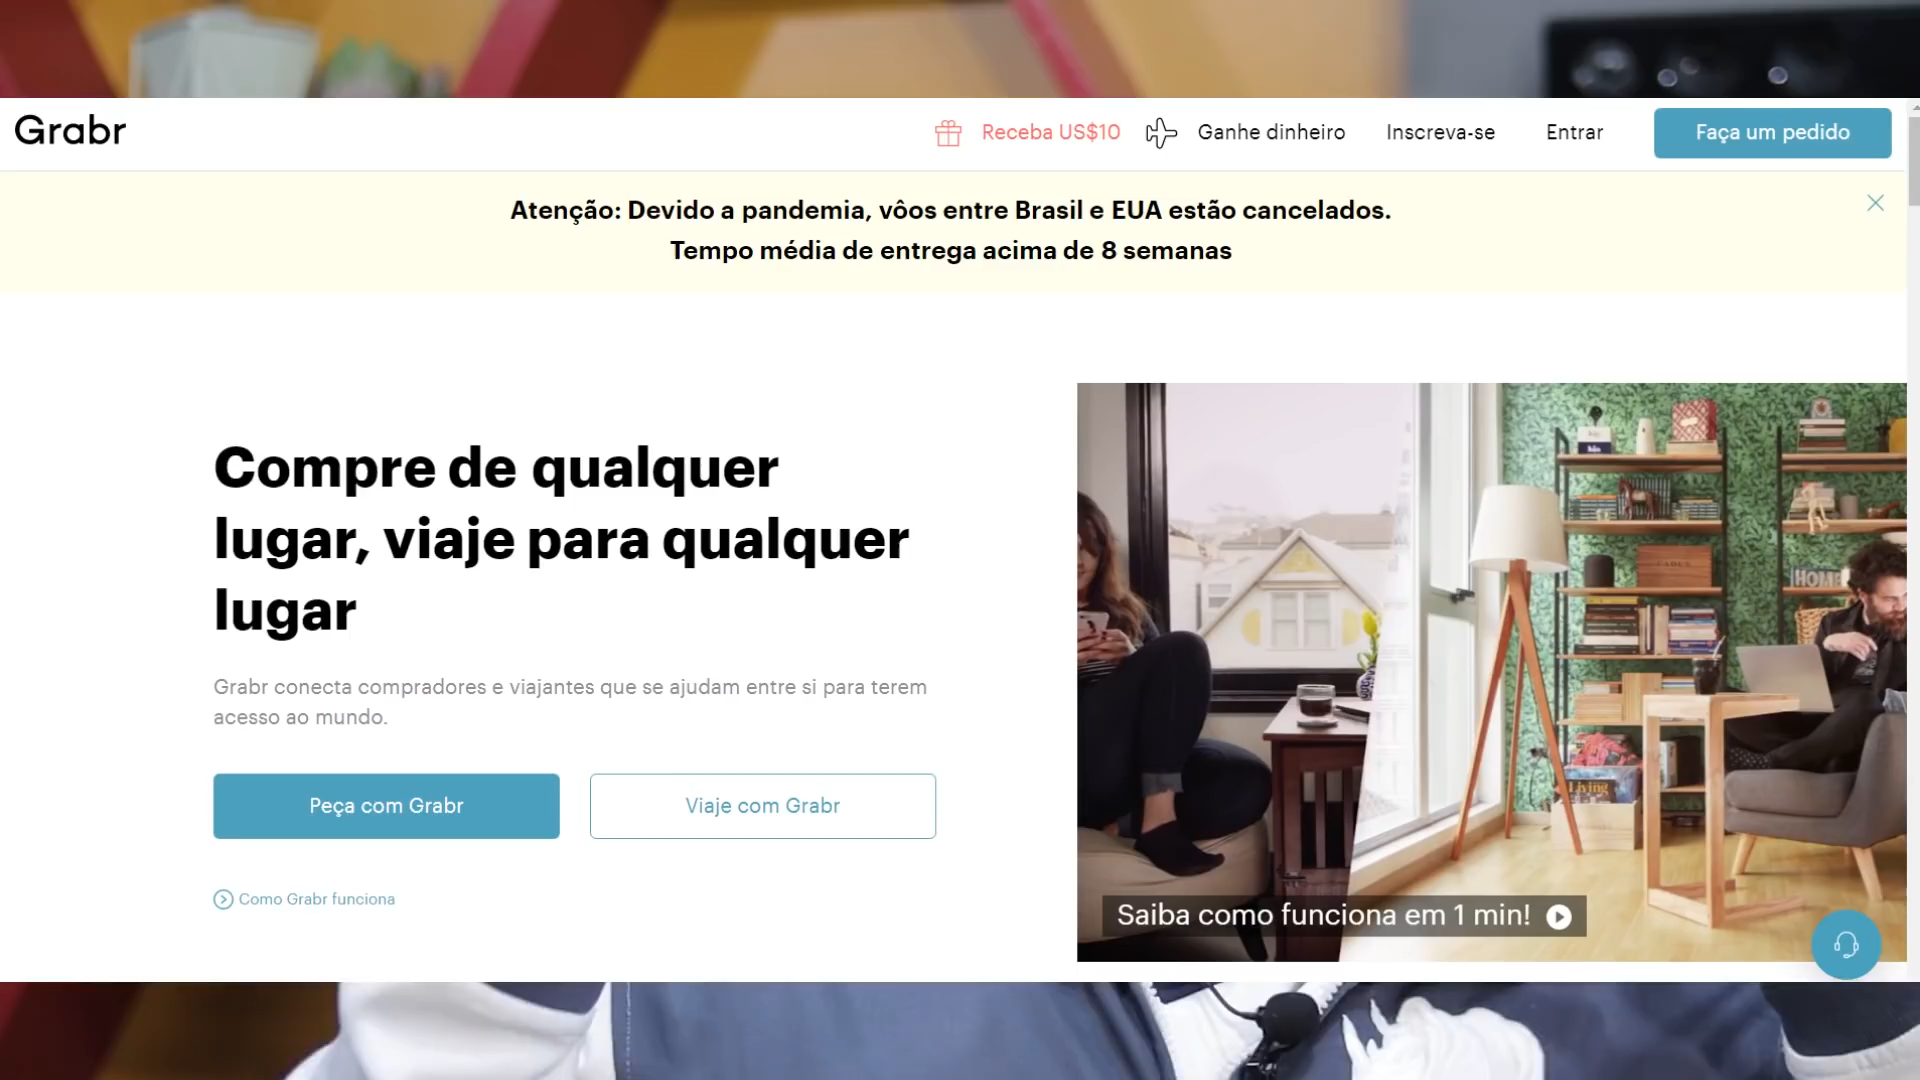 Grabr
Receba US$10
Ganhe dinheiro
Inscreva-se
Entrar
Faça um pedido
Atenção: Devido a pandemia, vôos entre Brasil e EUA estão cancelados.
Tempo média de entrega acima de 8 semanas
Compre de qualquer
lugar, viaje para qualquer
lugar
Grabr conecta compradores e viajantes que se ajudam entre si para terem
acesso ao mundo.
Peça com Grabr
Viaje com Grabr
Como Grabr funciona
HOME
Living
Saiba como funciona em 1 min!